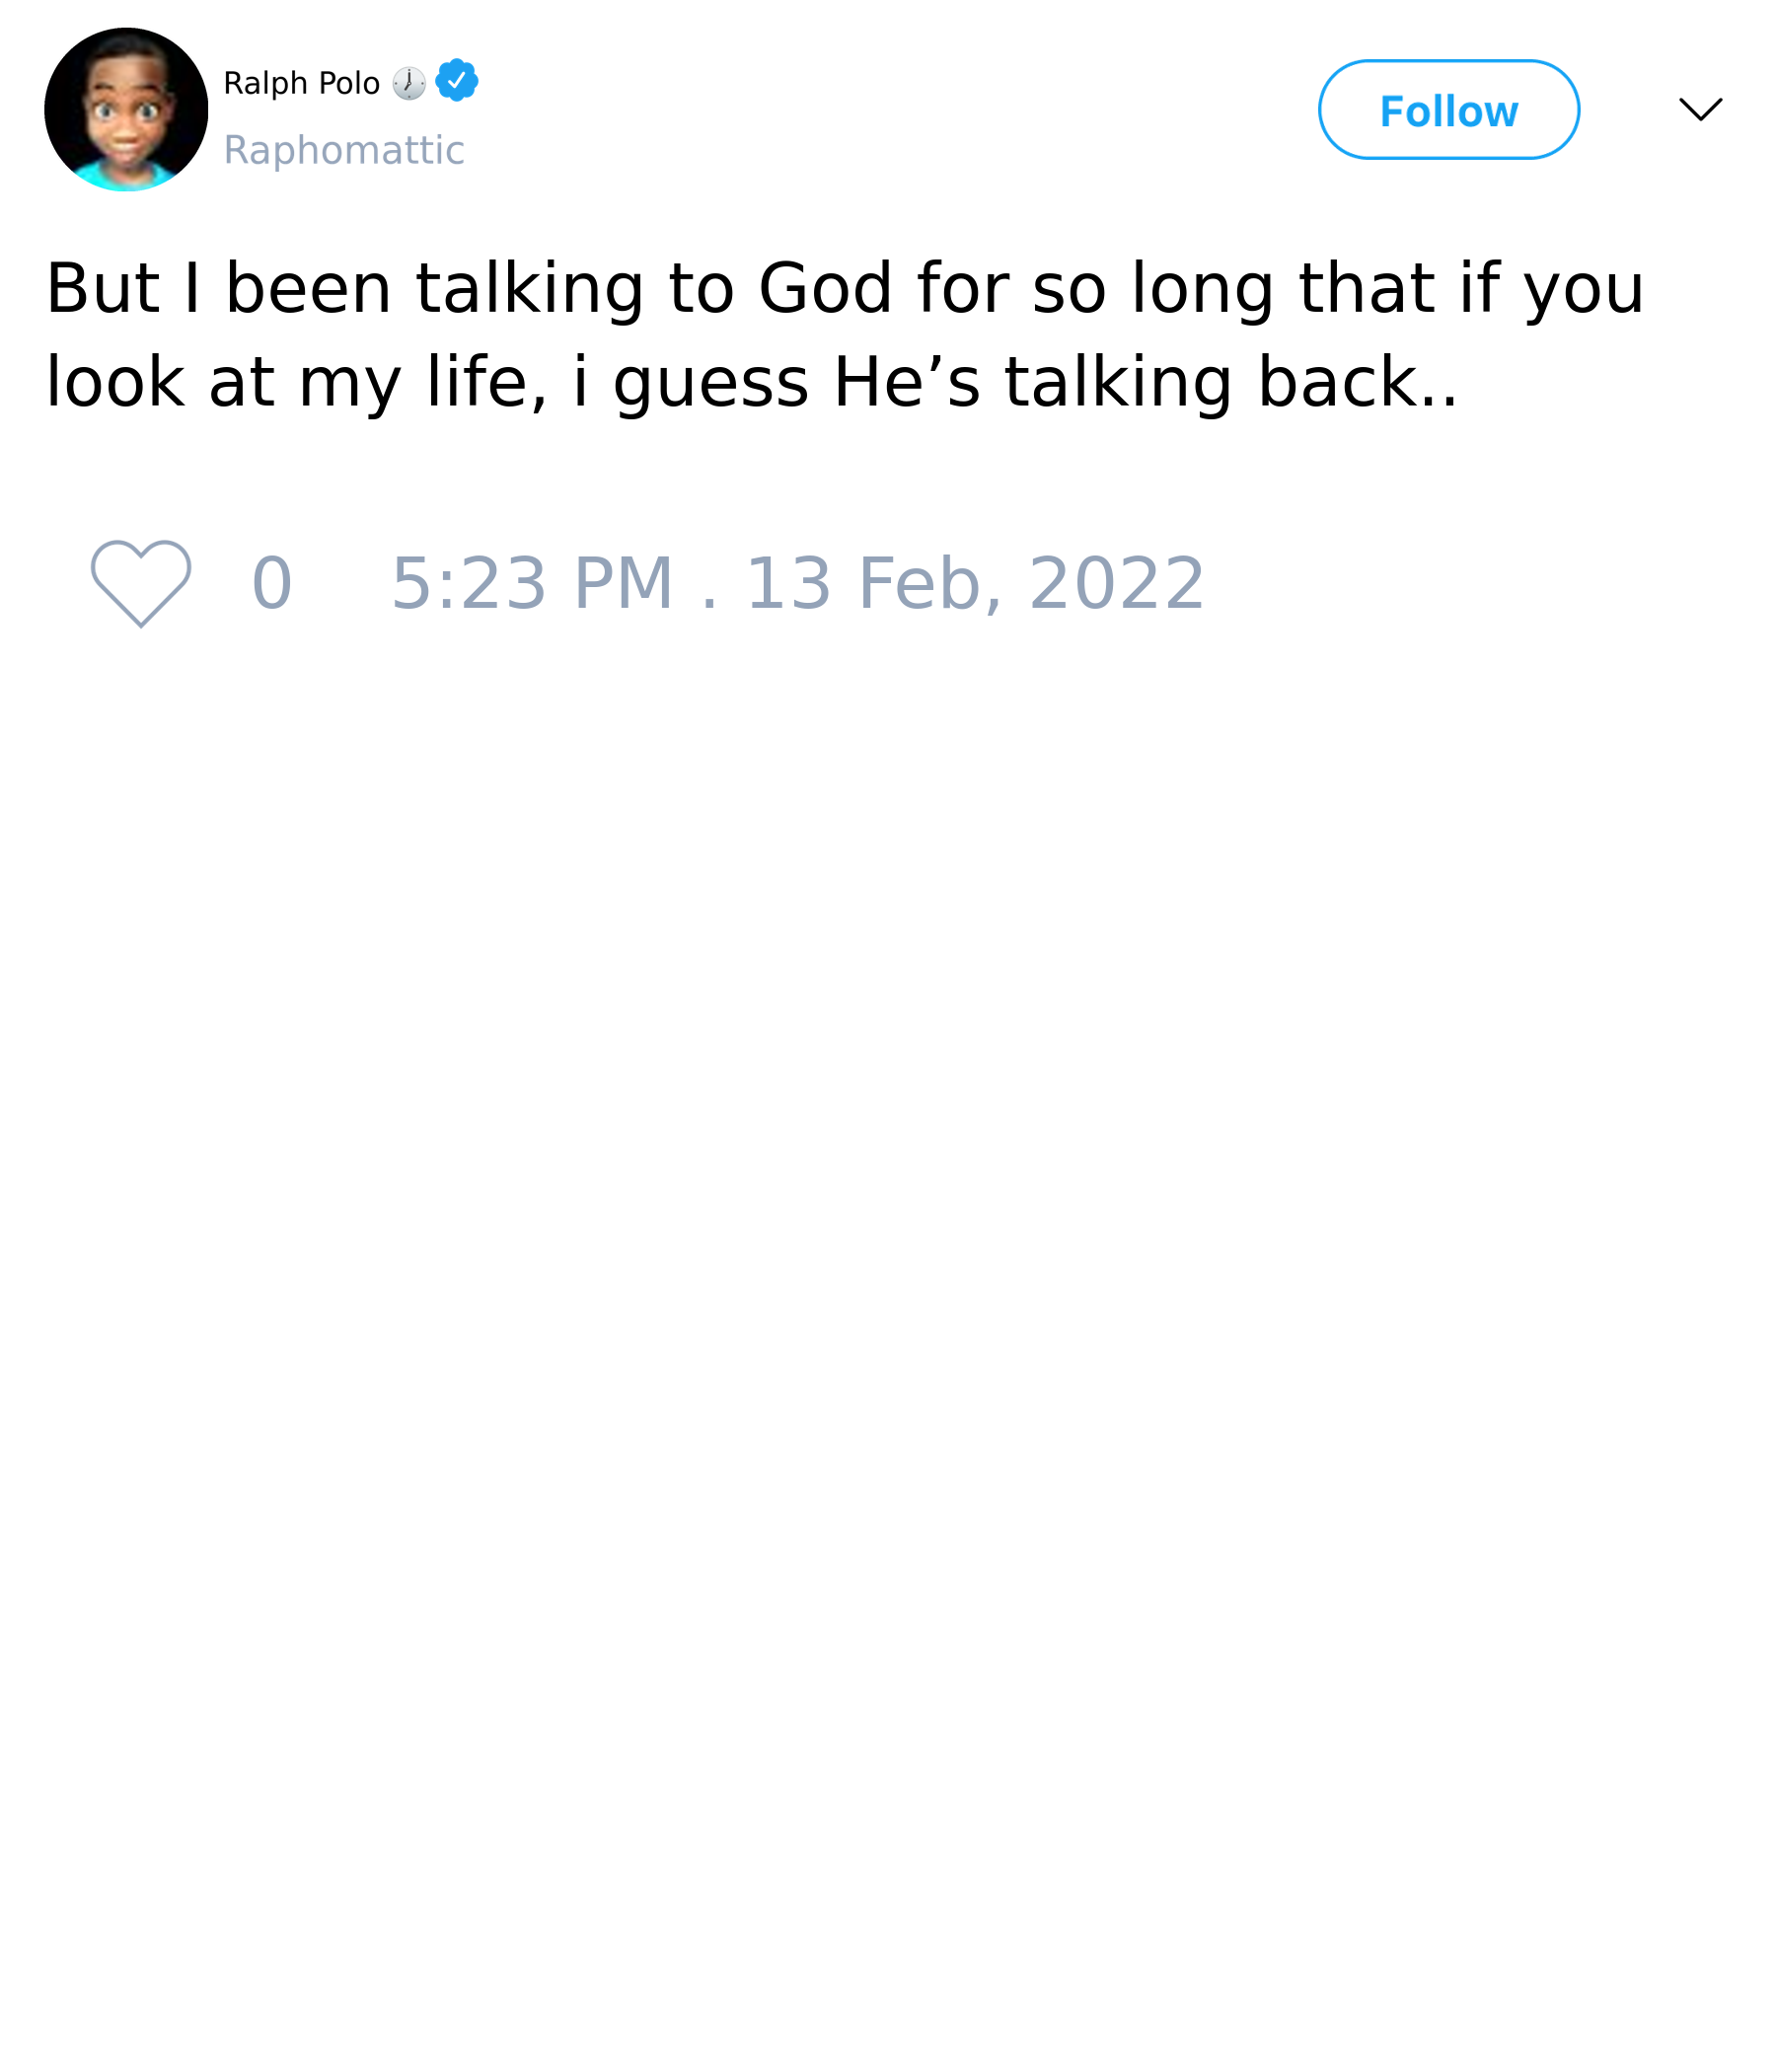 Ralph Polo 🕖
Raphomattic
Follow
But I been talking to God for so long that if you
look at my life, i guess He’s talking back..
0 5:23 PM . 13 Feb, 2022